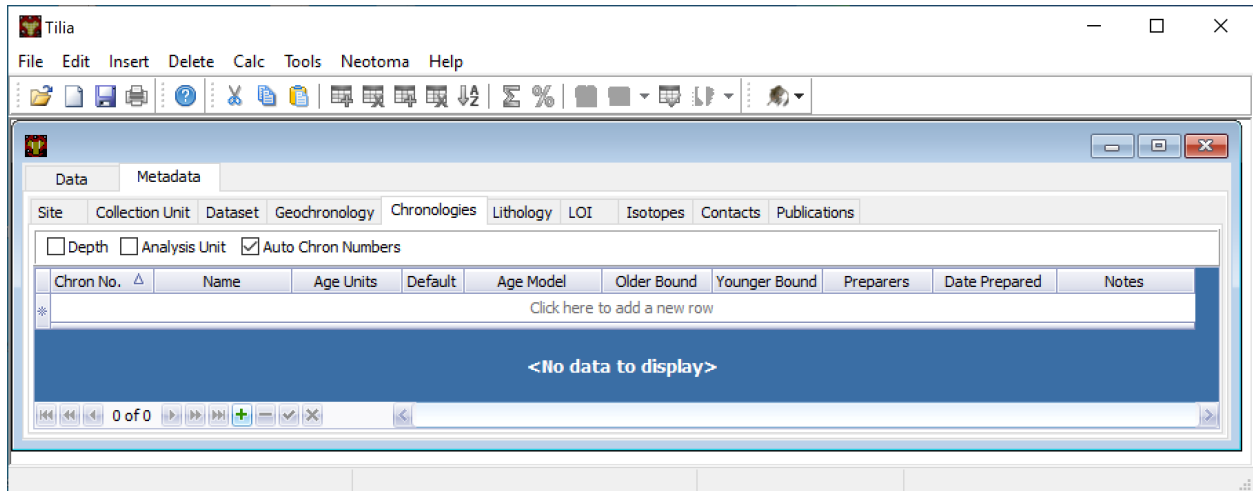 Tilia
File Edit Insert Delete Calc Tools Neotoma Help
Data Metadata
Site Collection Unit Dataset Geochronology Chronologies Lithology LOI Isotopes Contacts Publications
Depth Analysis Unit Auto Chron Numbers
Chron No. Name Age Units Default Age Model Older Bound Younger Bound Preparers Date Prepared Notes
Click here to add a new row
<No data to display>
0 of 0